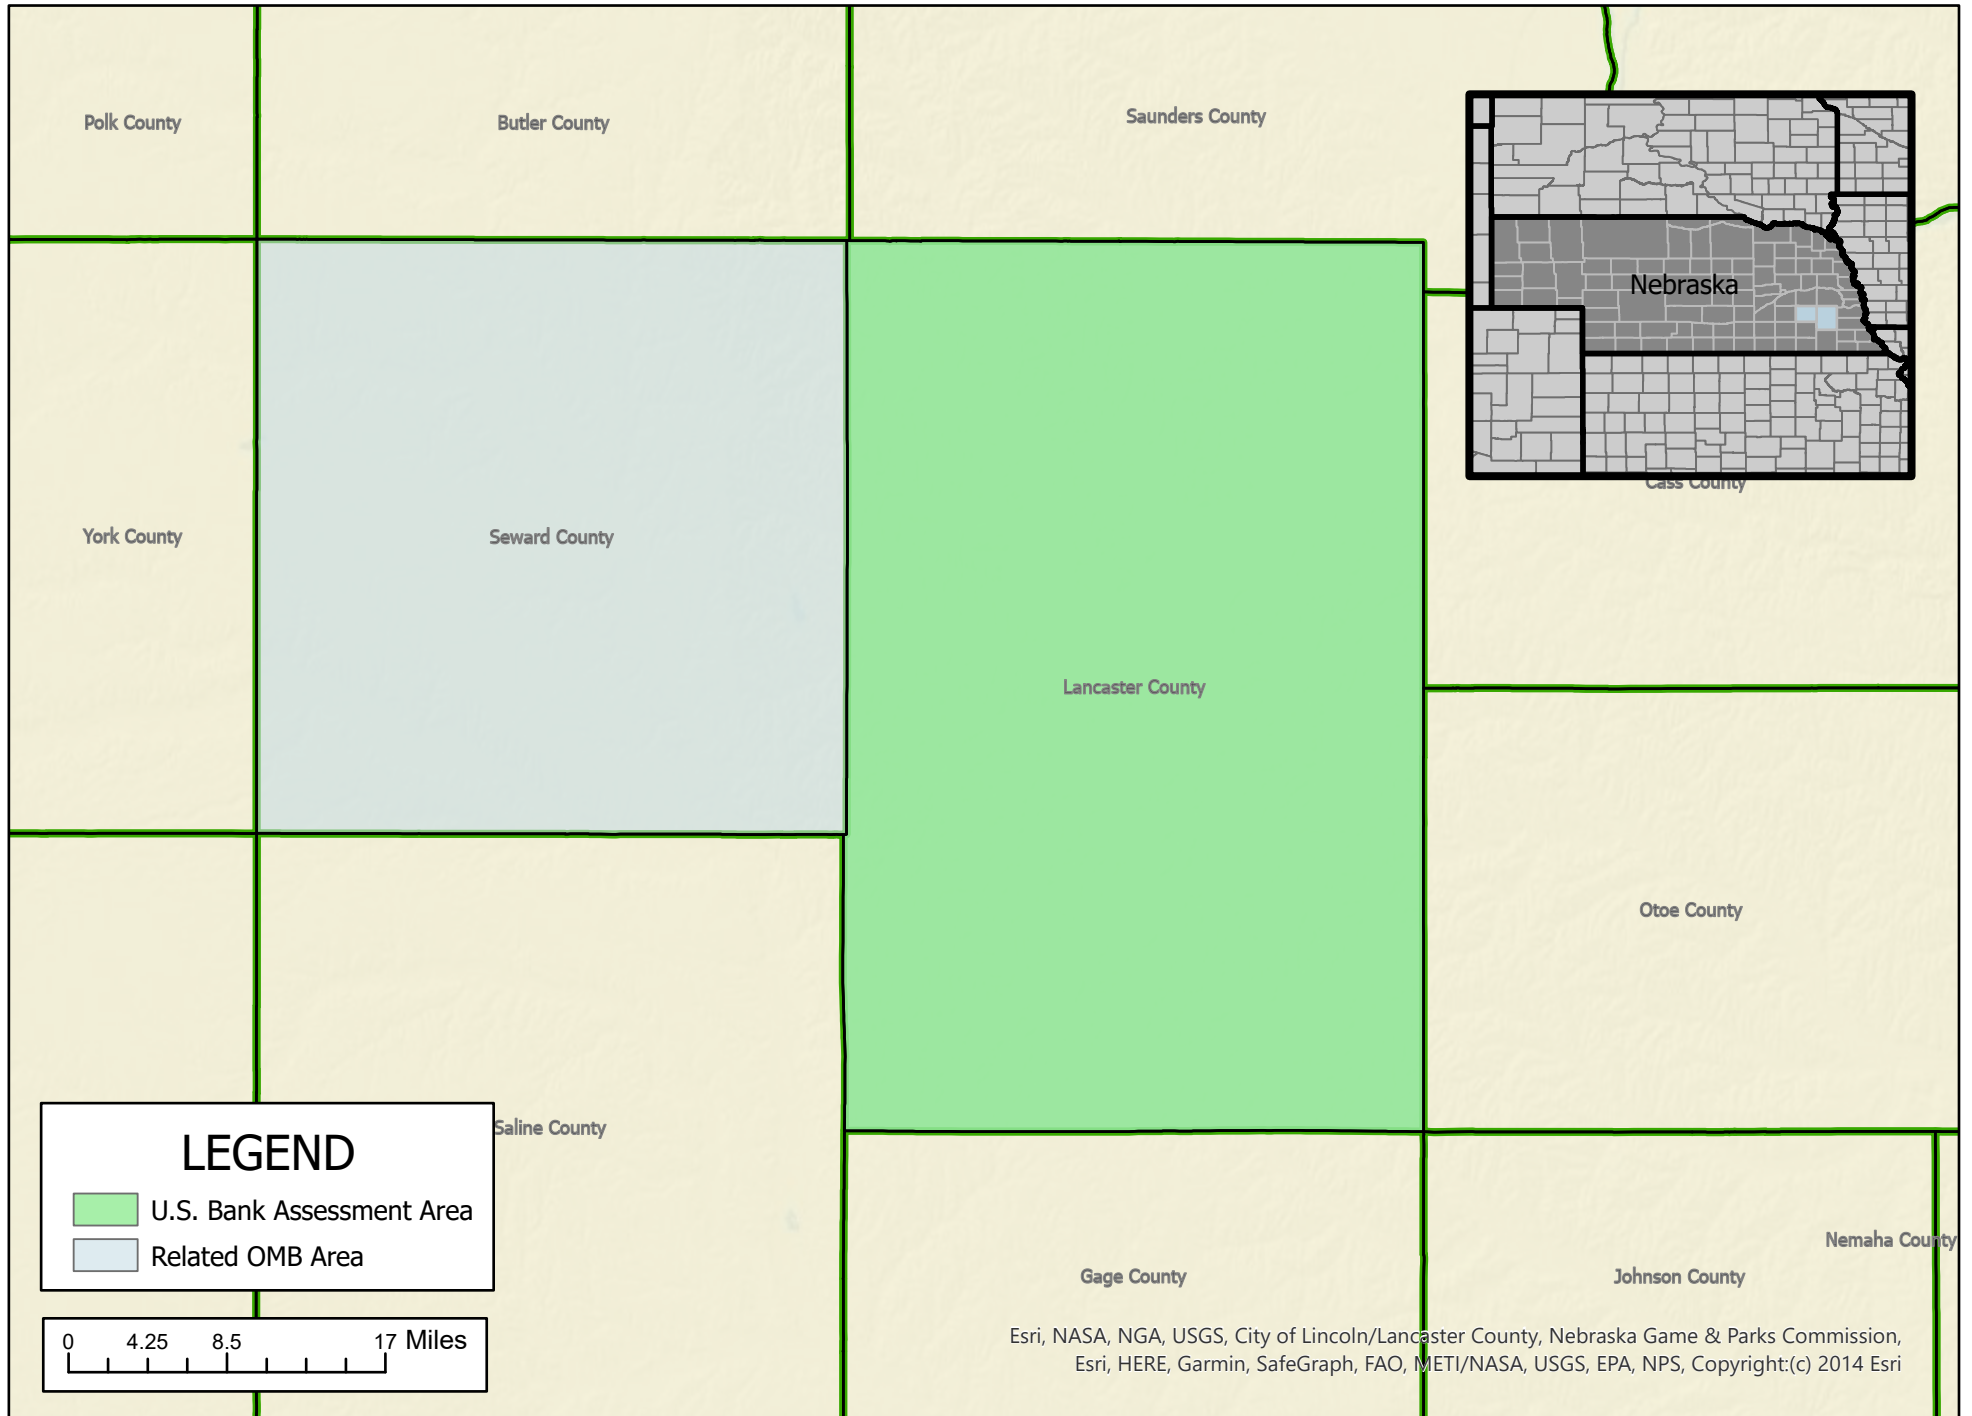 Polk County
Butler County
Saunders County
Nebraska
Cass County
York County
Seward County
Lancaster County
Otoe County
Saline County
LEGEND
U.S. Bank Assessment Area
Related OMB Area
Nemaha County
Gage County
Johnson County
0 4.25 8.5 17 Miles
Esri, NASA, NGA, USGS, City of Lincoln/Lancaster County, Nebraska Game & Parks Commission,
Esri, HERE, Garmin, SafeGraph, FAO, METI/NASA, USGS, EPA, NPS, Copyright:(c) 2014 Esri